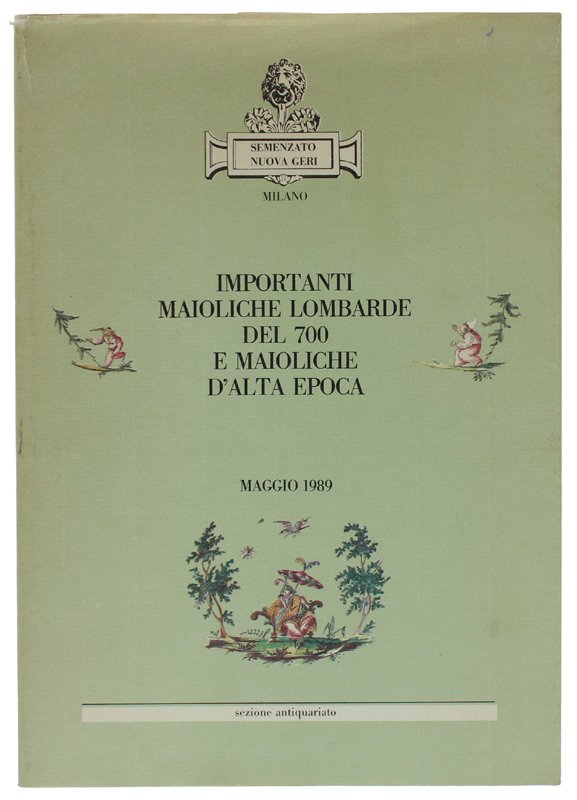 SEMENZATO
NUOVA GERI
MILANO
IMPORTANTI
MAIOLICHE LOMBARDE
DEL 700
E MAIOLICHE
D'ALTA EPOCA
MAGGIO 1989
sezione antiquariato